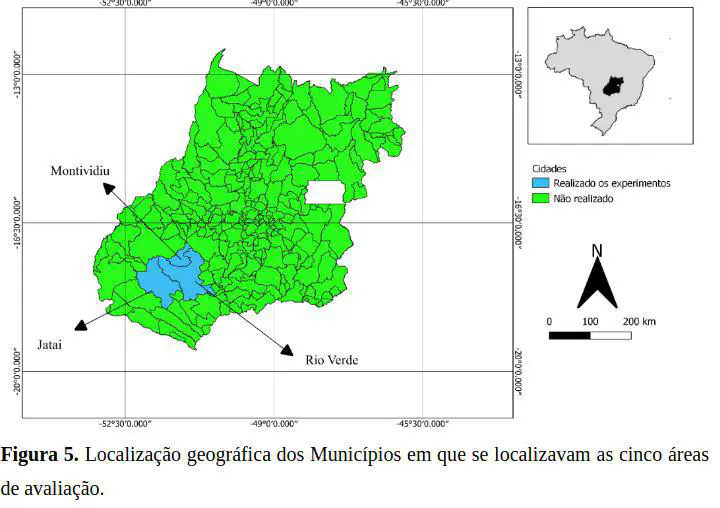 -52°30'0.000"
-49°0'0.000"
-45°30'0.000"
-13°0'0.000"
-13°0'0.000"
Montividiu
Cidades
Realizado os experimentos
Não realizado
-16°30'0.000"
-16°30'0.000"
N
0 100 200 km
Jatai
Rio Verde
-20°0'0.000"
-20°0'0.000"
-52°30'0.000"
-49°0'0.000"
-45°30'0.000"
Figura 5. Localização geográfica dos Municípios em que se localizavam as cinco áreas
de avaliação.